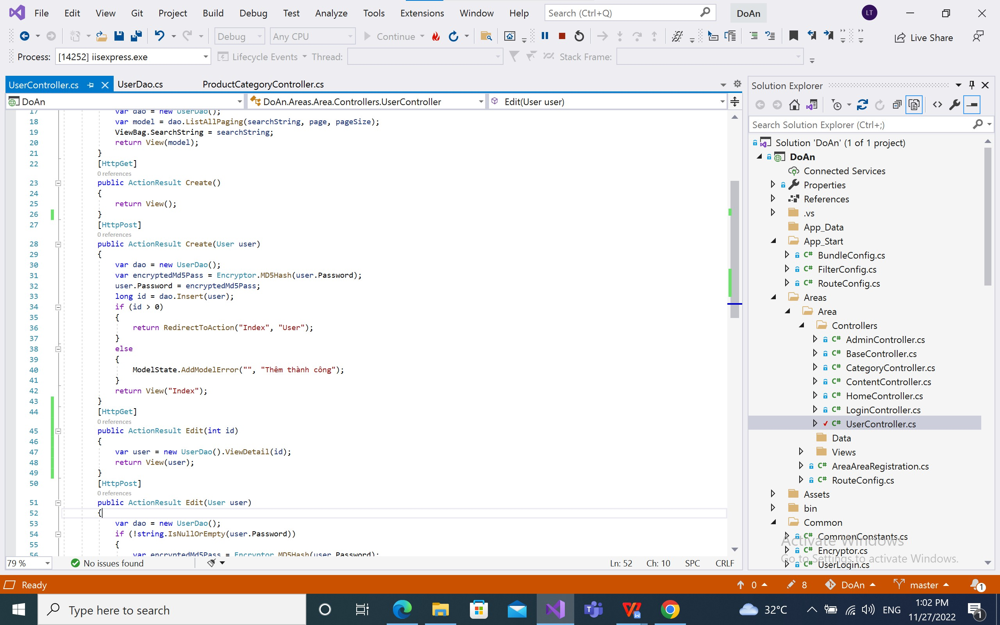 File Edit View Git Project Build Debug Test Analyze Tools Extensions Window Help Search (Ctrl+Q) DoAn LT
Debug Any CPU Continue Live Share
Process: [14252] iisexpress.exe Lifecycle Events Thread: Stack Frame:
UserController.cs UserDao.cs ProductCategoryController.cs
DoAn DoAn.Areas.Area.Controllers.UserController Edit(User user)
17 var dao = new UserDao();
18 var model = dao.ListAllPaging(searchString, page, pageSize);
19 ViewBag.SearchString = searchString;
20 return View(model);
21 }
22 [HttpGet]
0 references
23 public ActionResult Create()
24 {
25 return View();
26 }
27 [HttpPost]
0 references
28 public ActionResult Create(User user)
29 {
30 var dao = new UserDao();
31 var encryptedMd5Pass = Encryptor.MD5Hash(user.Password);
32 user.Password = encryptedMd5Pass;
33 long id = dao.Insert(user);
34 if (id > 0)
35 {
36 return RedirectToAction("Index", "User");
37 }
38 else
39 {
40 ModelState.AddModelError("", "Thêm thành công");
41 }
42 return View("Index");
43 }
44 [HttpGet]
0 references
45 public ActionResult Edit(int id)
46 {
47 var user = new UserDao().ViewDetail(id);
48 return View(user);
49 }
50 [HttpPost]
0 references
51 public ActionResult Edit(User user)
52 {
53 var dao = new UserDao();
54 if (!string.IsNullOrEmpty(user.Password))
55 {
56 var encryptedMd5Pass = Encryptor.MD5Hash(user.Password);
79 % No issues found Ln: 52 Ch: 10 SPC CRLF
Solution Explorer
Search Solution Explorer (Ctrl+;)
Solution 'DoAn' (1 of 1 project)
DoAn
Connected Services
Properties
References
.vs
App_Data
App_Start
C# BundleConfig.cs
C# FilterConfig.cs
C# RouteConfig.cs
Areas
Area
Controllers
C# AdminController.cs
C# BaseController.cs
C# CategoryController.cs
C# ContentController.cs
C# HomeController.cs
C# LoginController.cs
C# UserController.cs
Data
Views
C# AreaAreaRegistration.cs
C# RouteConfig.cs
Assets
bin
Common
C# CommonConstants.cs
Activate Windows
C# Encryptor.cs
Go to Settings to activate Windows.
C# UserLogin.cs
Ready 0 8 DoAn master 1
Type here to search 32°C ENG 1:02 PM
11/27/2022 1